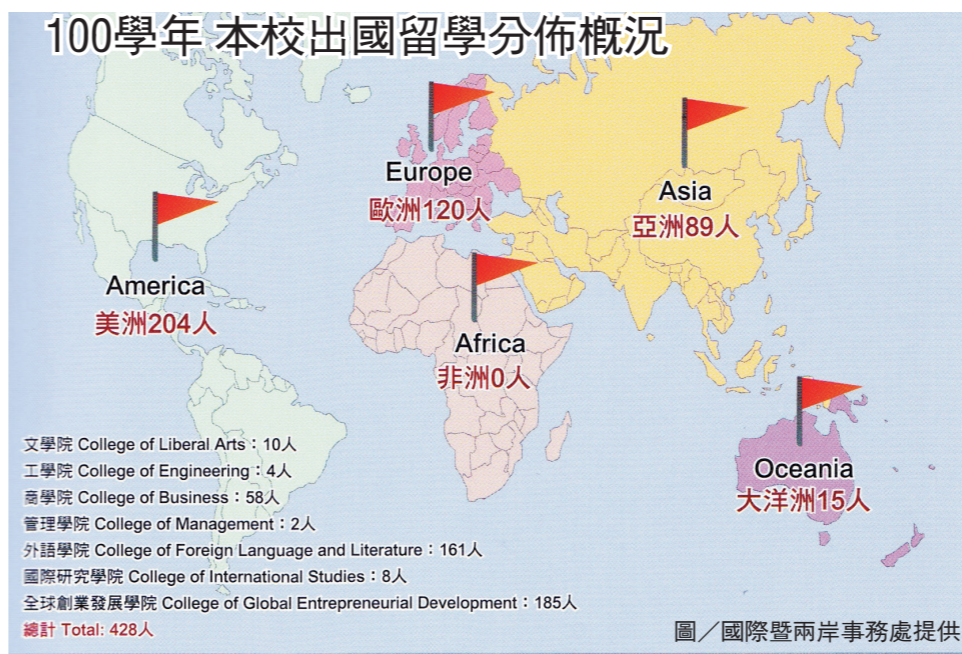 100學年 本校出國留學分佈概況
Europe
歐洲120人
Asia
亞洲89人
America
美洲204人
Africa
非洲0人
Oceania
大洋洲15人
文學院 College of Liberal Arts：10人
工學院 College of Engineering：4人
商學院 College of Business：58人
管理學院 College of Management：2人
外語學院 College of Foreign Language and Literature：161人
國際研究學院 College of International Studies：8人
全球創業發展學院 College of Global Entrepreneurial Development：185人
總計 Total: 428人
圖／國際暨兩岸事務處提供